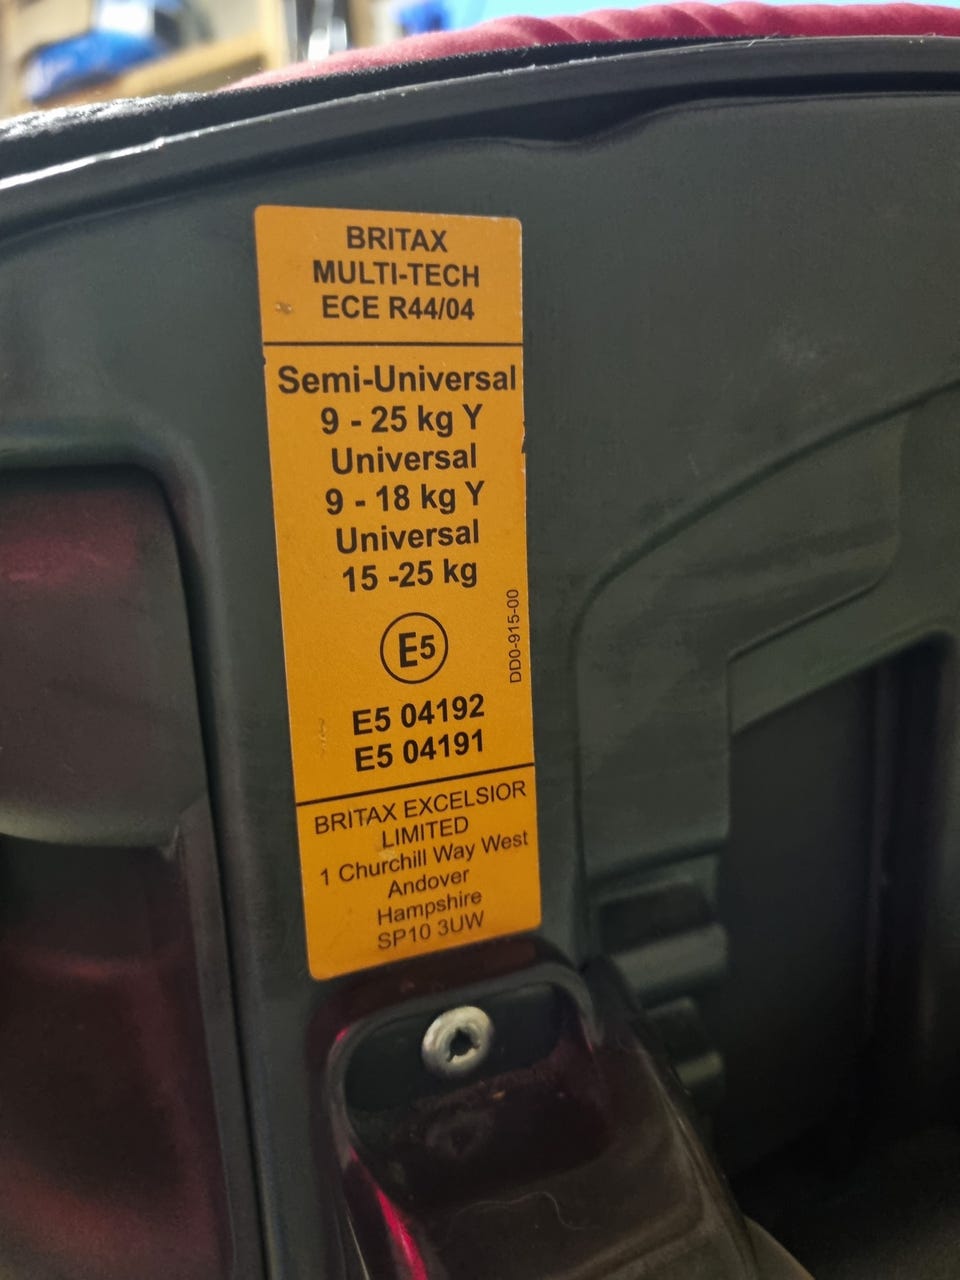 BRITAX
MULTI-TECH
ECE R44/04
Semi-Universal
9 - 25 kg Y
Universal
9 - 18 kg Y
Universal
15 -25 kg
E5
DD0-915-00
E5 04192
E5 04191
BRITAX EXCELSIOR
LIMITED
1 Churchill Way West
Andover
Hampshire
SP10 3UW